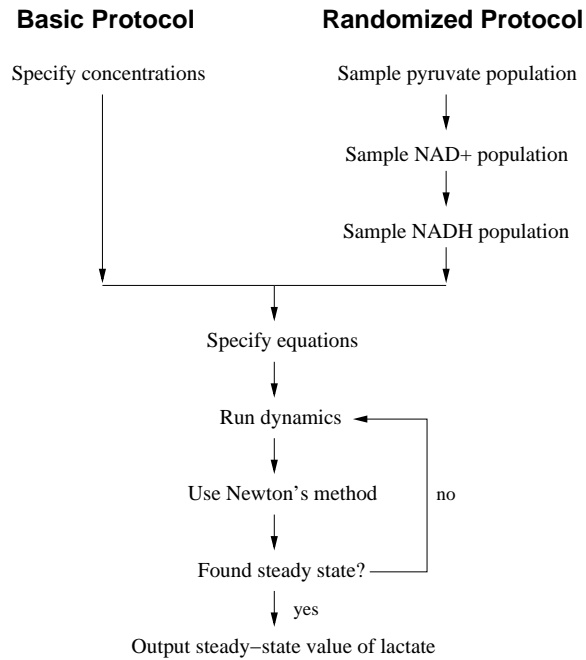 Basic Protocol
Randomized Protocol
Specify concentrations
Sample pyruvate population
Sample NAD+ population
Sample NADH population
Specify equations
Run dynamics
Use Newton's method
no
Found steady state?
yes
Output steady−state value of lactate